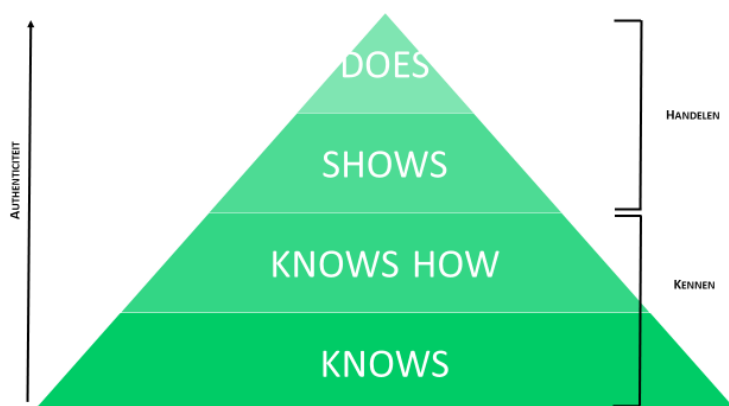 DOES
SHOWS
KNOWS HOW
KNOWS
AUTHENTICITEIT
HANDELEN
KENNEN